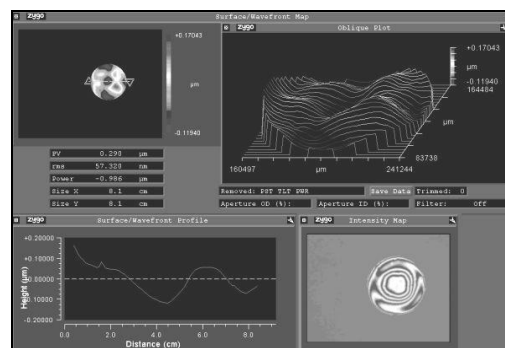 zygo Surface/Wavefront Map
+0.17043
µm
-0.11940
PV 0.290 µm
rms 57.320 nm
Power -0.986 µm
Size X 8.1 cm
Size Y 8.1 cm
zygo Oblique Plot
+0.17043
µm
-0.11940
164484
µm
83738
160497 µm 241244
Removed: PST TLT PWR Save Data Trimmed: 0
Aperture OD (%): Aperture ID (%): Filter: Off
zygo Surface/Wavefront Profile
+0.20000
+0.10000
+0.00000
-0.10000
-0.20000
Height (µm)
0.0 2.0 4.0 6.0 8.0
Distance (cm)
zygo Intensity Map